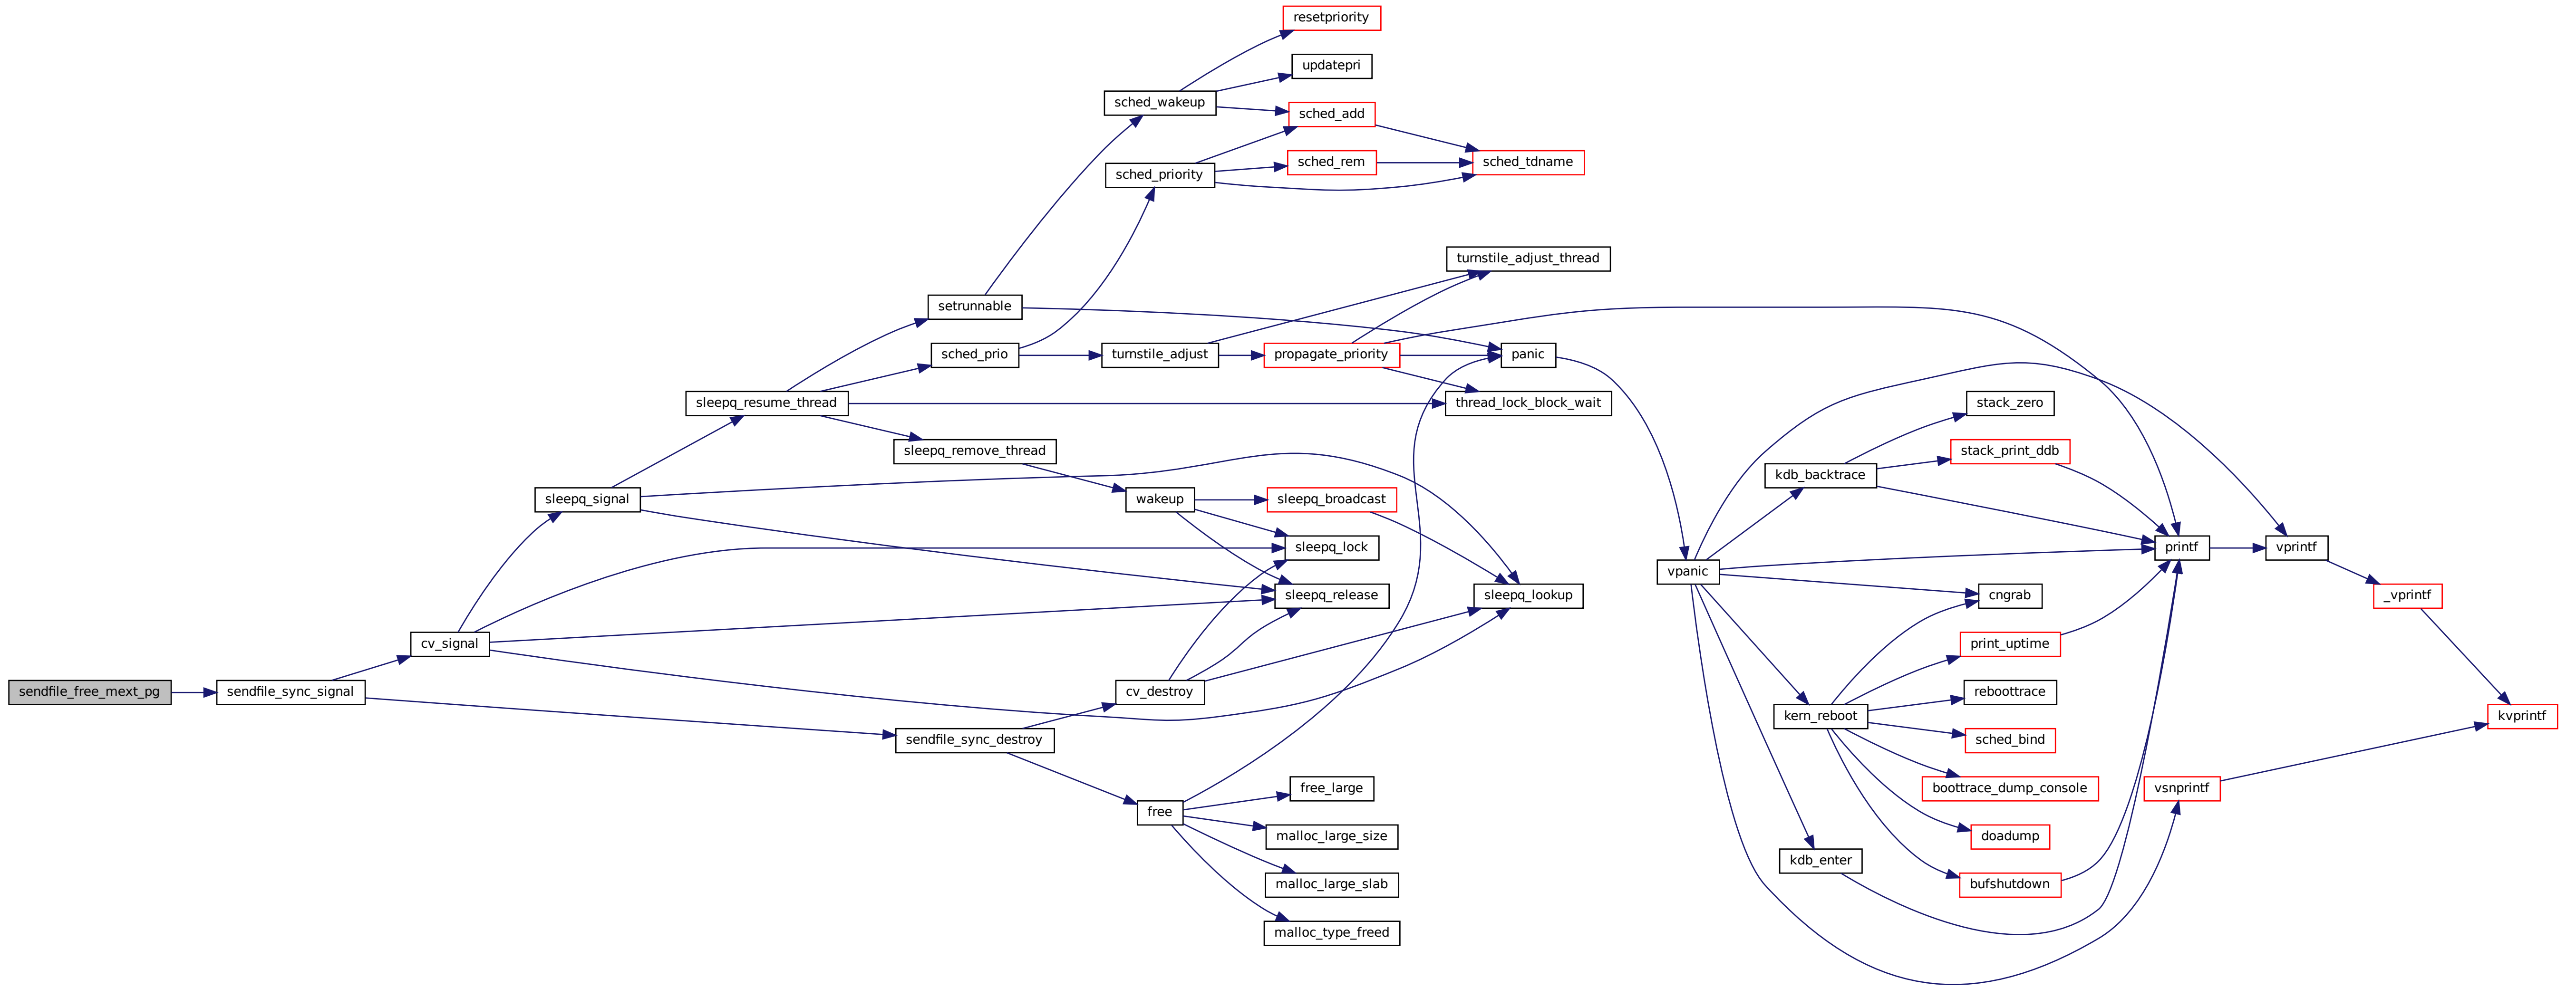 resetpriority
updatepri
sched_wakeup
sched_add
sched_rem
sched_tdname
sched_priority
turnstile_adjust_thread
setrunnable
sched_prio
turnstile_adjust
propagate_priority
panic
sleepq_resume_thread
thread_lock_block_wait
stack_zero
sleepq_remove_thread
stack_print_ddb
kdb_backtrace
sleepq_signal
wakeup
sleepq_broadcast
sleepq_lock
printf
vprintf
vpanic
sleepq_release
sleepq_lookup
cngrab
_vprintf
cv_signal
print_uptime
sendfile_free_mext_pg
sendfile_sync_signal
cv_destroy
reboottrace
kern_reboot
kvprintf
sendfile_sync_destroy
sched_bind
free_large
boottrace_dump_console
vsnprintf
free
malloc_large_size
doadump
kdb_enter
malloc_large_slab
bufshutdown
malloc_type_freed